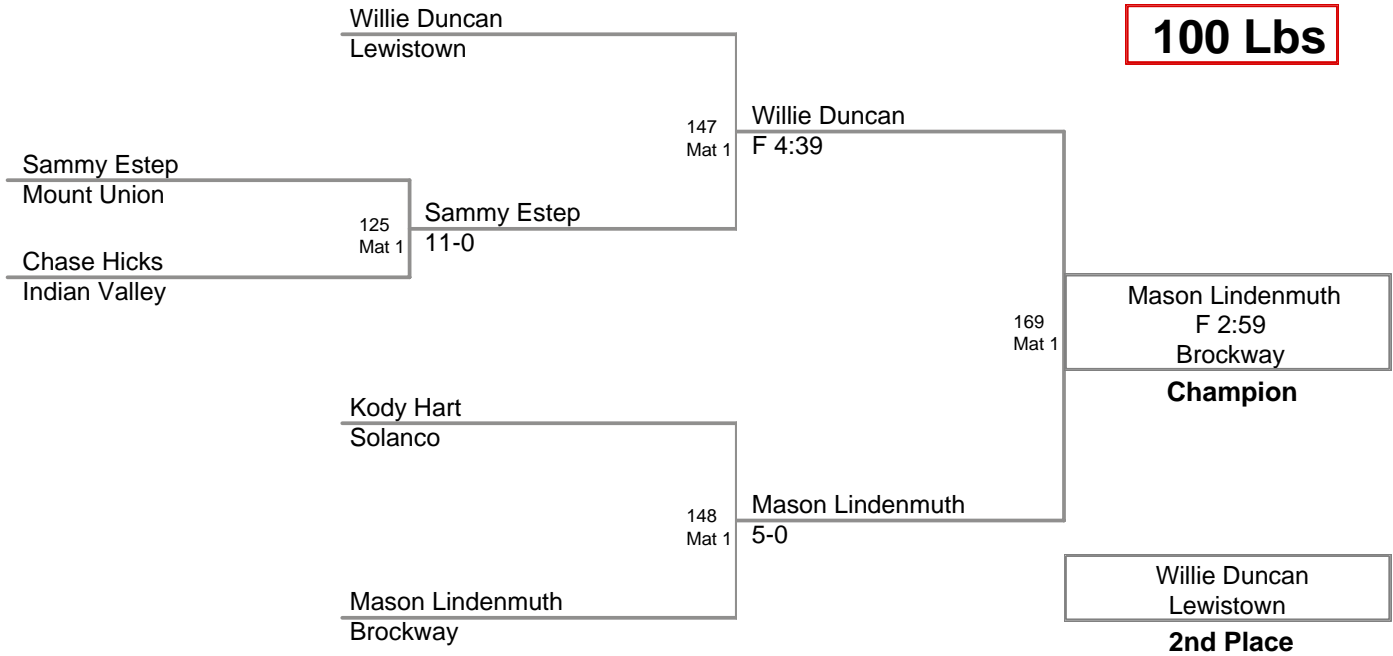 Willie Duncan
Lewistown
100 Lbs
147
Mat 1
Willie Duncan
F 4:39
Sammy Estep
Mount Union
125
Mat 1
Sammy Estep
11-0
Chase Hicks
Indian Valley
169
Mat 1
Mason Lindenmuth
F 2:59
Brockway
Champion
Kody Hart
Solanco
148
Mat 1
Mason Lindenmuth
5-0
Mason Lindenmuth
Brockway
Willie Duncan
Lewistown
2nd Place